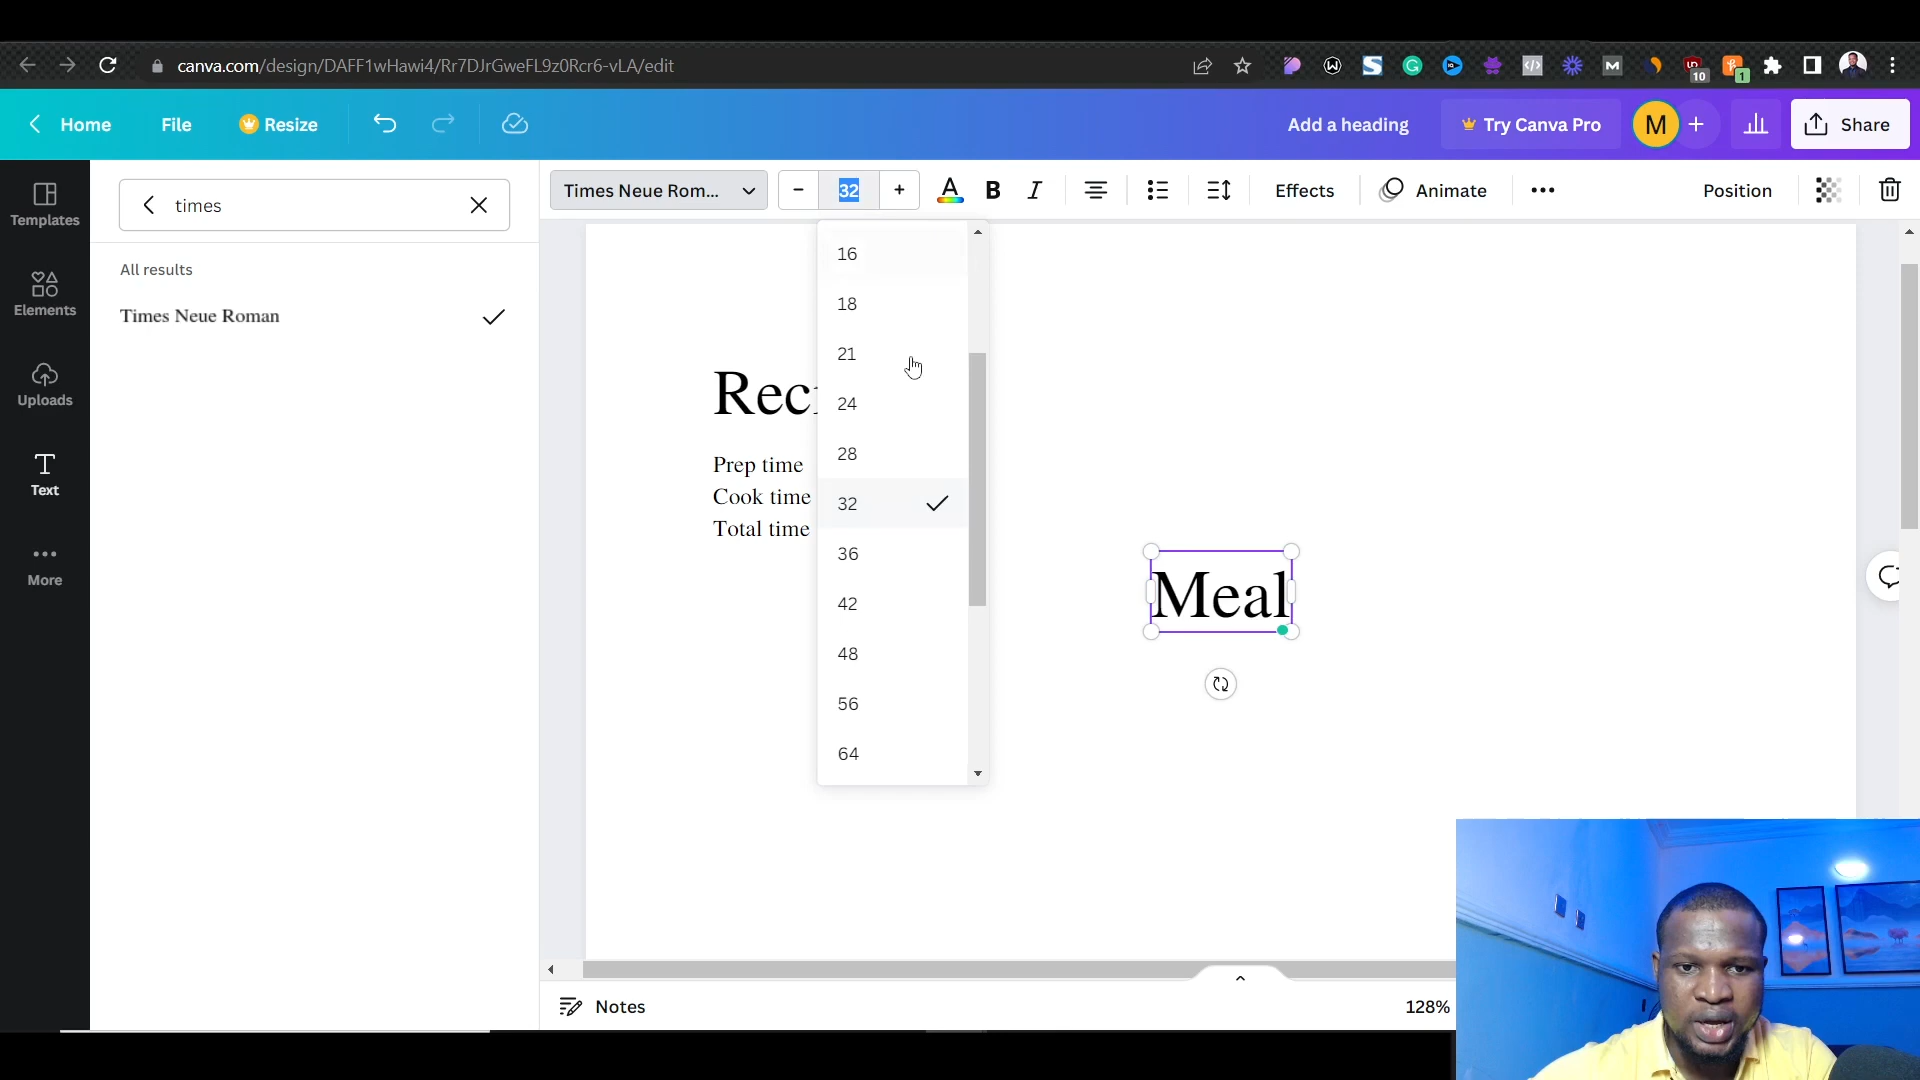 canva.com/design/DAFF1wHawi4/Rr7DJrGweFL9z0Rcr6-vLA/edit
10
1
Home
File
Resize
Add a heading
Try Canva Pro
M
+
Share
Templates
Elements
Uploads
Text
More
times
All results
Times Neue Roman
Times Neue Rom...
− 32 +
A
B
I
Effects
Animate
Position
16
18
21
24
28
32
36
42
48
56
64
Prep time
Cook time
Total time
Meal
Notes
128%